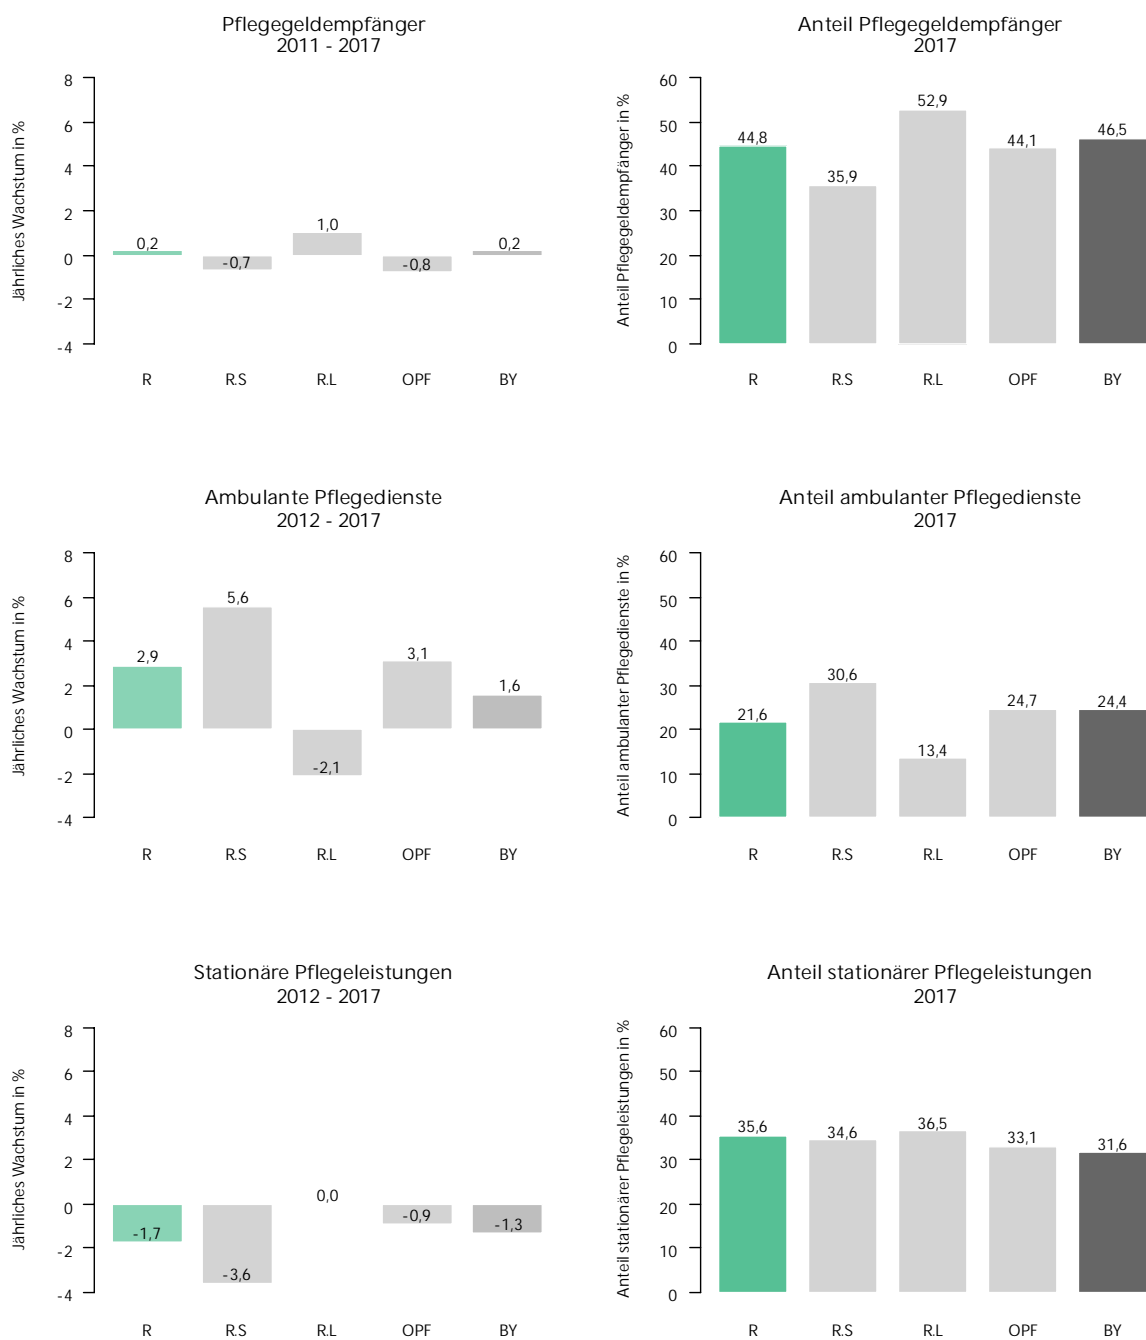 Pflegegeldempfänger
2011 - 2017
Jährliches Wachstum in %
8
6
4
2
0
-2
-4
0,2
-0,7
1,0
-0,8
0,2
R
R.S
R.L
OPF
BY
Anteil Pflegegeldempfänger
2017
Anteil Pflegegeldempfänger in %
60
50
40
30
20
10
0
44,8
35,9
52,9
44,1
46,5
R
R.S
R.L
OPF
BY
Ambulante Pflegedienste
2012 - 2017
Jährliches Wachstum in %
8
6
4
2
0
-2
-4
2,9
5,6
-2,1
3,1
1,6
R
R.S
R.L
OPF
BY
Anteil ambulanter Pflegedienste
2017
Anteil ambulanter Pflegedienste in %
60
50
40
30
20
10
0
21,6
30,6
13,4
24,7
24,4
R
R.S
R.L
OPF
BY
Stationäre Pflegeleistungen
2012 - 2017
Jährliches Wachstum in %
8
6
4
2
0
-2
-4
-1,7
-3,6
0,0
-0,9
-1,3
R
R.S
R.L
OPF
BY
Anteil stationärer Pflegeleistungen
2017
Anteil stationärer Pflegeleistungen in %
60
50
40
30
20
10
0
35,6
34,6
36,5
33,1
31,6
R
R.S
R.L
OPF
BY